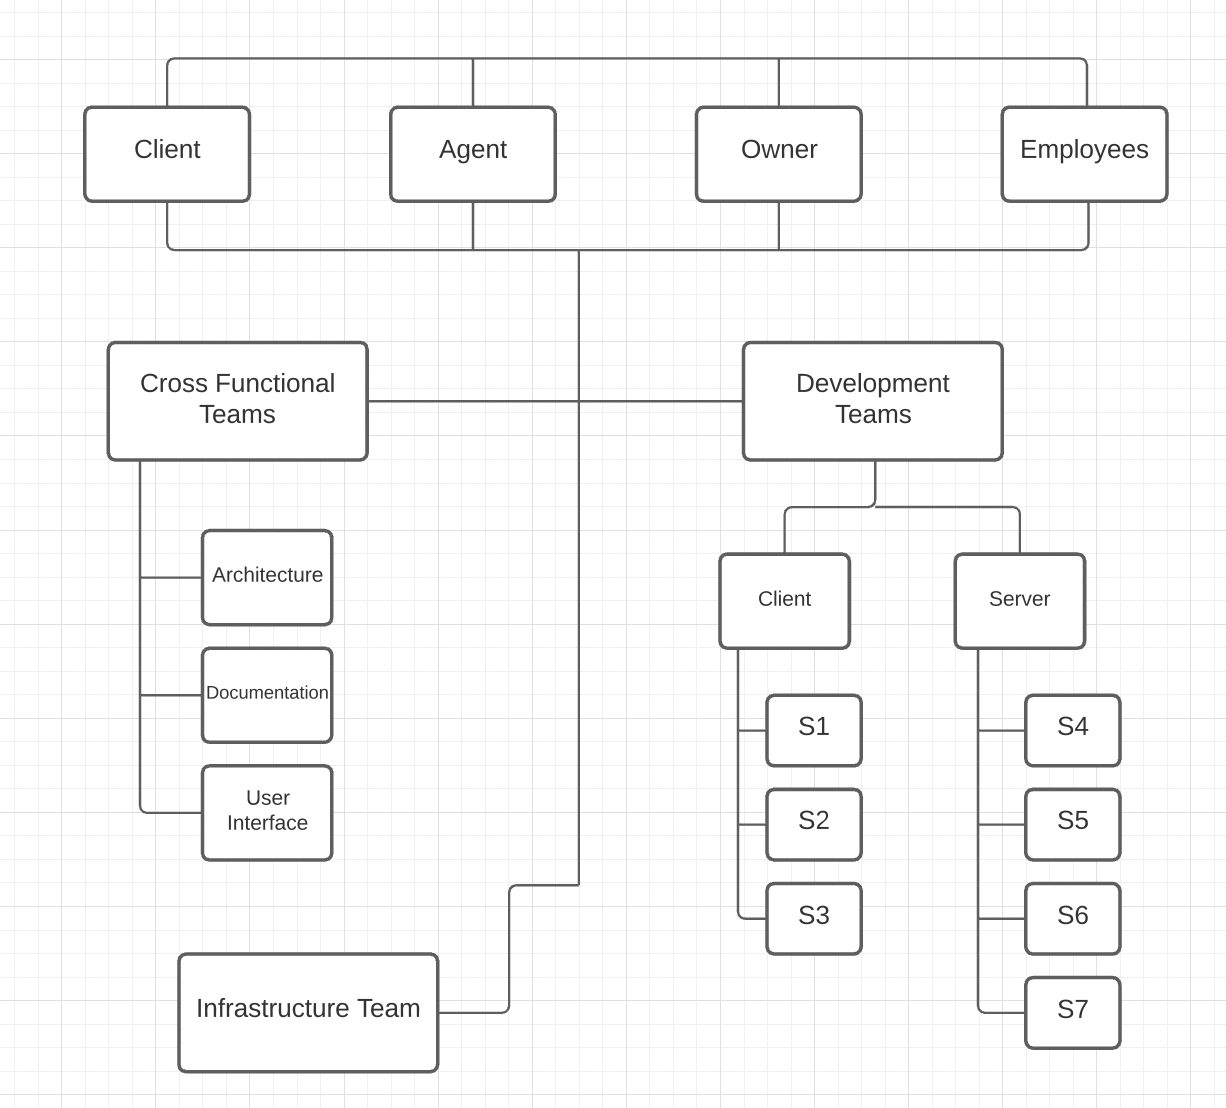 Client
Agent
Owner
Employees
Cross Functional
Teams
Development
Teams
Architecture
Documentation
User
Interface
Client
Server
S1
S2
S3
S4
S5
S6
S7
Infrastructure Team